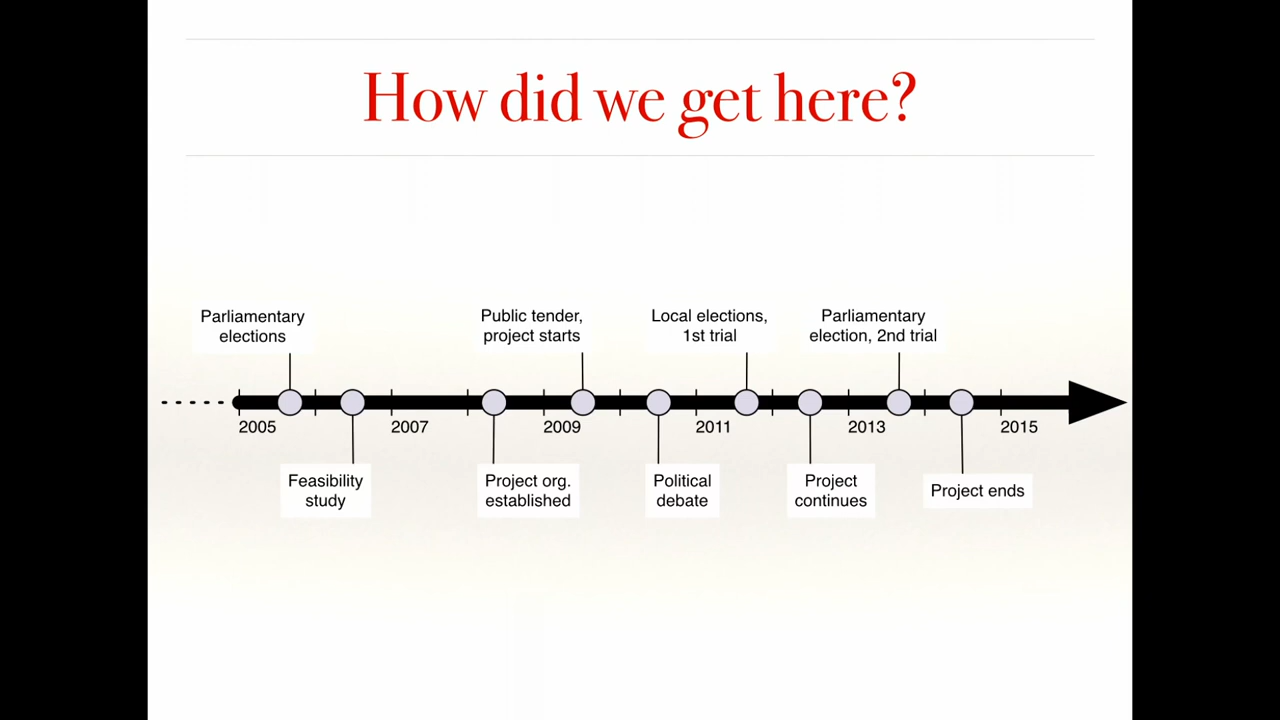 How did we get here?
Parliamentary
elections
Public tender,
project starts
Local elections,
1st trial
Parliamentary
election, 2nd trial
2005
2007
2009
2011
2013
2015
Feasibility
study
Project org.
established
Political
debate
Project
continues
Project ends